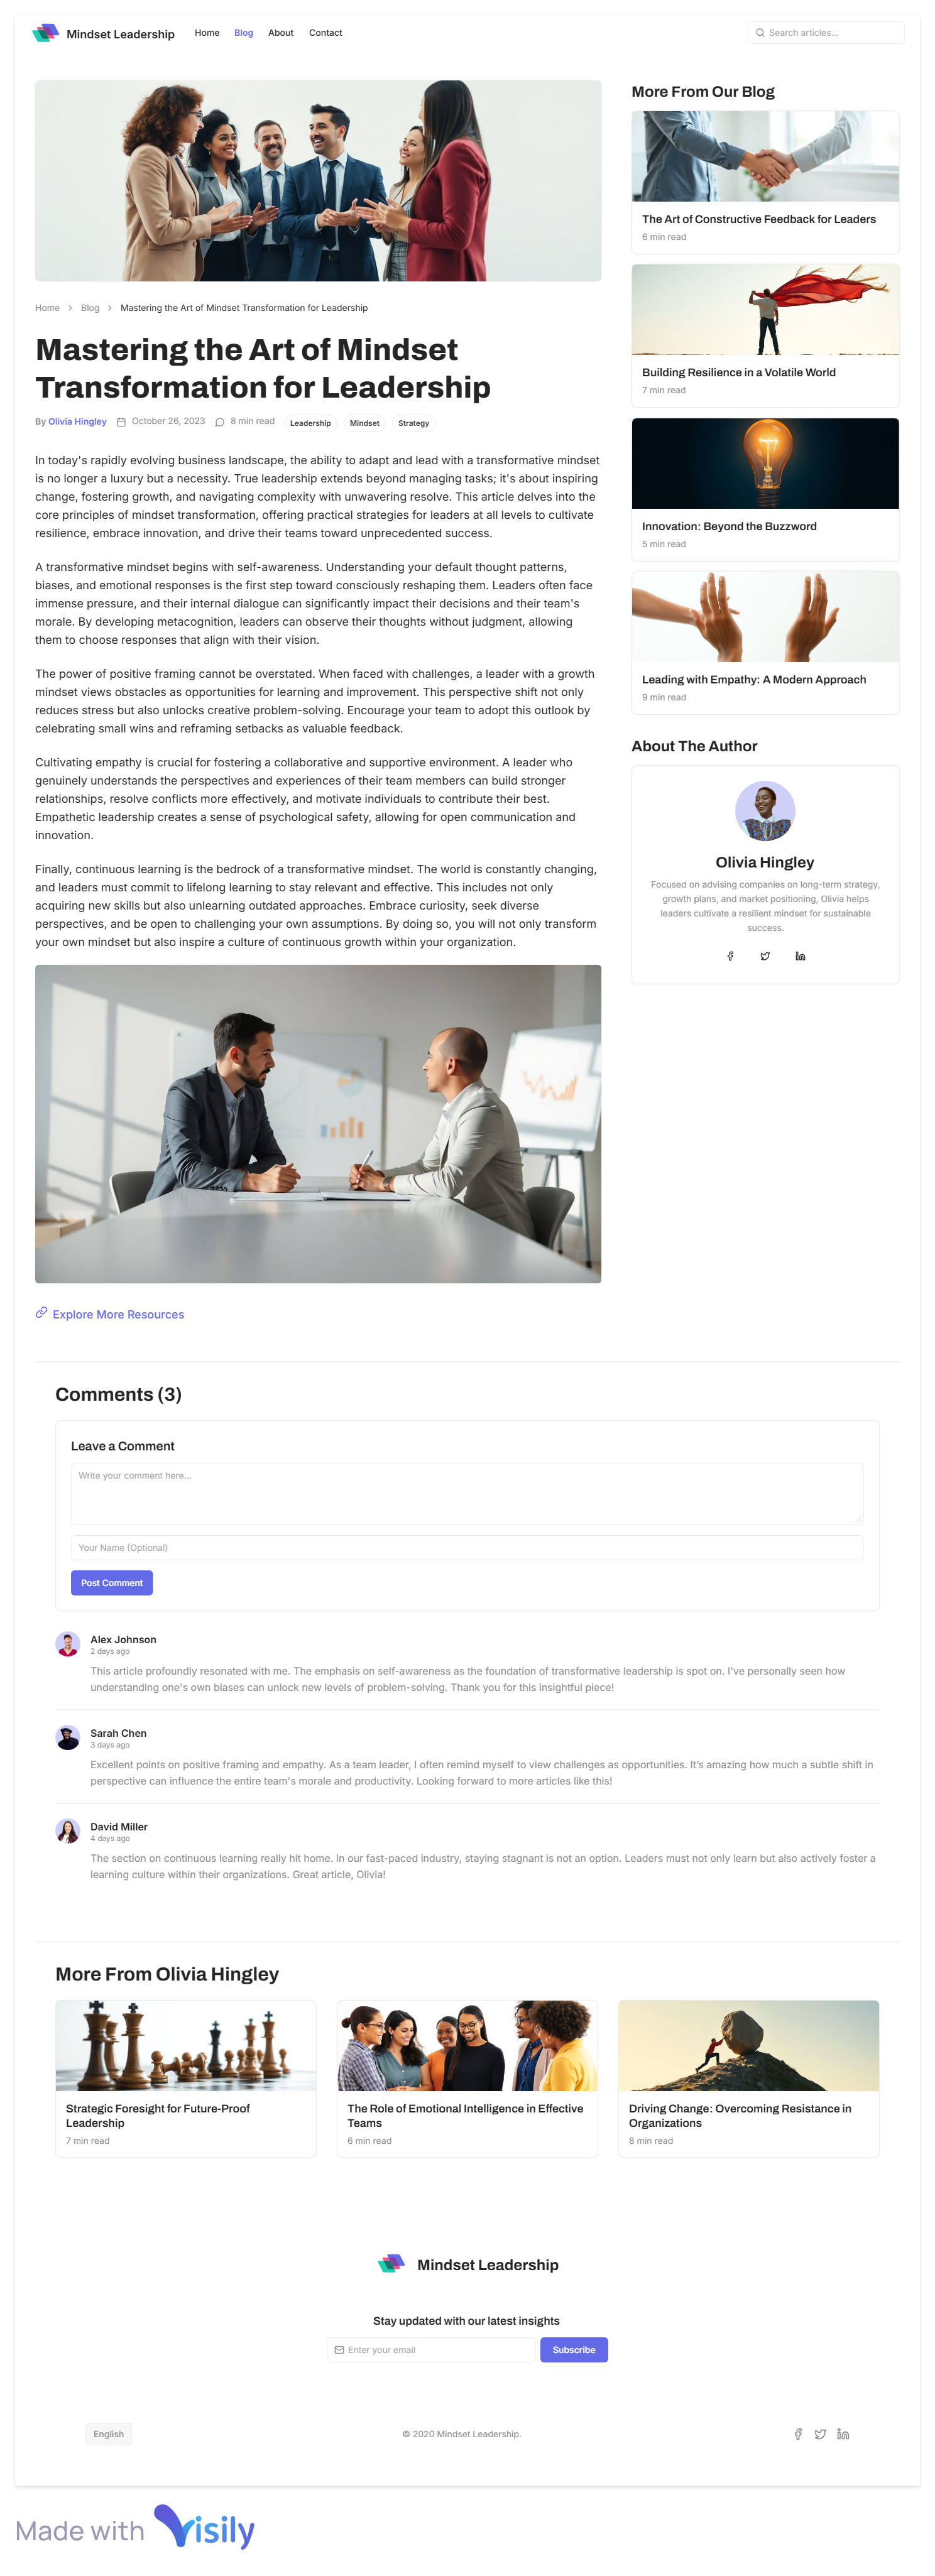 Mindset Leadership
Home
Blog
About
Contact
Search articles...
Home
Blog
Mastering the Art of Mindset Transformation for Leadership
Mastering the Art of Mindset
Transformation for Leadership
By Olivia Hingley
October 26, 2023
8 min read
Leadership
Mindset
Strategy
In today's rapidly evolving business landscape, the ability to adapt and lead with a transformative mindset
is no longer a luxury but a necessity. True leadership extends beyond managing tasks; it's about inspiring
change, fostering growth, and navigating complexity with unwavering resolve. This article delves into the
core principles of mindset transformation, offering practical strategies for leaders at all levels to cultivate
resilience, embrace innovation, and drive their teams toward unprecedented success.
A transformative mindset begins with self-awareness. Understanding your default thought patterns,
biases, and emotional responses is the first step toward consciously reshaping them. Leaders often face
immense pressure, and their internal dialogue can significantly impact their decisions and their team's
morale. By developing metacognition, leaders can observe their thoughts without judgment, allowing
them to choose responses that align with their vision.
The power of positive framing cannot be overstated. When faced with challenges, a leader with a growth
mindset views obstacles as opportunities for learning and improvement. This perspective shift not only
reduces stress but also unlocks creative problem-solving. Encourage your team to adopt this outlook by
celebrating small wins and reframing setbacks as valuable feedback.
Cultivating empathy is crucial for fostering a collaborative and supportive environment. A leader who
genuinely understands the perspectives and experiences of their team members can build stronger
relationships, resolve conflicts more effectively, and motivate individuals to contribute their best.
Empathetic leadership creates a sense of psychological safety, allowing for open communication and
innovation.
Finally, continuous learning is the bedrock of a transformative mindset. The world is constantly changing,
and leaders must commit to lifelong learning to stay relevant and effective. This includes not only
acquiring new skills but also unlearning outdated approaches. Embrace curiosity, seek diverse
perspectives, and be open to challenging your own assumptions. By doing so, you will not only transform
your own mindset but also inspire a culture of continuous growth within your organization.
Explore More Resources
More From Our Blog
The Art of Constructive Feedback for Leaders
6 min read
Building Resilience in a Volatile World
7 min read
Innovation: Beyond the Buzzword
5 min read
Leading with Empathy: A Modern Approach
9 min read
About The Author
Olivia Hingley
Focused on advising companies on long-term strategy,
growth plans, and market positioning, Olivia helps
leaders cultivate a resilient mindset for sustainable
success.
Comments (3)
Leave a Comment
Write your comment here...
Your Name (Optional)
Post Comment
Alex Johnson
2 days ago
This article profoundly resonated with me. The emphasis on self-awareness as the foundation of transformative leadership is spot on. I've personally seen how
understanding one's own biases can unlock new levels of problem-solving. Thank you for this insightful piece!
Sarah Chen
3 days ago
Excellent points on positive framing and empathy. As a team leader, I often remind myself to view challenges as opportunities. It's amazing how much a subtle shift in
perspective can influence the entire team's morale and productivity. Looking forward to more articles like this!
David Miller
4 days ago
The section on continuous learning really hit home. In our fast-paced industry, staying stagnant is not an option. Leaders must not only learn but also actively foster a
learning culture within their organizations. Great article, Olivia!
More From Olivia Hingley
Strategic Foresight for Future-Proof
Leadership
7 min read
The Role of Emotional Intelligence in Effective
Teams
6 min read
Driving Change: Overcoming Resistance in
Organizations
8 min read
Mindset Leadership
Stay updated with our latest insights
Enter your email
Subscribe
English
© 2020 Mindset Leadership.
Made with Visily